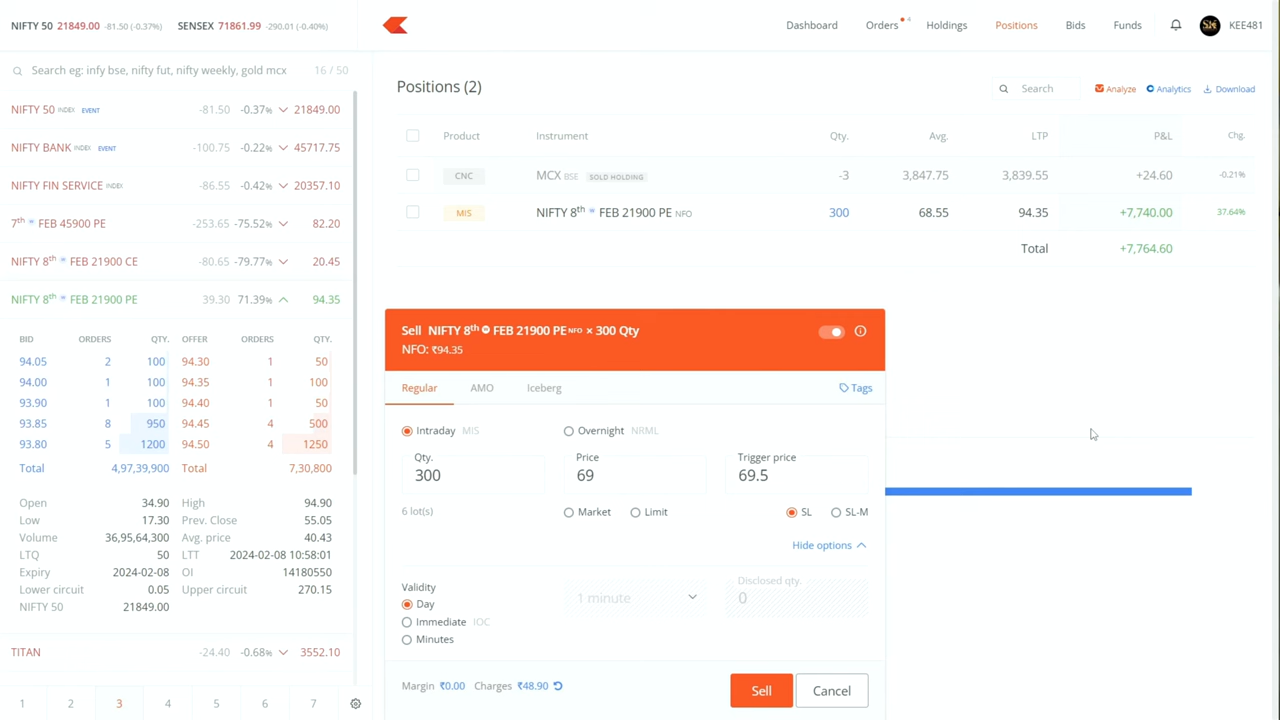 NIFTY 50 21849.00 -81.50 (-0.37%) SENSEX 71861.99 -290.01 (-0.40%)
Dashboard Orders 4 Holdings Positions Bids Funds KEE481
Search eg: infy bse, nifty fut, nifty weekly, gold mcx 16 / 50
NIFTY 50 INDEX EVENT -81.50 -0.37% 21849.00
NIFTY BANK INDEX EVENT -100.75 -0.22% 45717.75
NIFTY FIN SERVICE INDEX -86.55 -0.42% 20357.10
7th W FEB 45900 PE -253.65 -75.52% 82.20
NIFTY 8th W FEB 21900 CE -80.65 -79.77% 20.45
NIFTY 8th W FEB 21900 PE 39.30 71.39% 94.35
BID ORDERS QTY. OFFER ORDERS QTY.
94.05 2 100 94.30 1 50
94.00 1 100 94.35 1 100
93.90 1 100 94.40 1 50
93.85 8 950 94.45 4 500
93.80 5 1200 94.50 4 1250
Total 4,97,39,900 Total 7,30,800
Open 34.90 High 94.90
Low 17.30 Prev. Close 55.05
Volume 36,95,64,300 Avg. price 40.43
LTQ 50 LTT 2024-02-08 10:58:01
Expiry 2024-02-08 OI 14180550
Lower circuit 0.05 Upper circuit 270.15
NIFTY 50 21849.00
TITAN -24.40 -0.68% 3552.10
1 2 3 4 5 6 7
Positions (2)
Search Analyze Analytics Download
Product Instrument Qty. Avg. LTP P&L Chg.
CNC MCX BSE SOLD HOLDING -3 3,847.75 3,839.55 +24.60 -0.21%
MIS NIFTY 8th W FEB 21900 PE NFO 300 68.55 94.35 +7,740.00 37.64%
Total +7,764.60
Sell NIFTY 8th W FEB 21900 PE NFO × 300 Qty
NFO: ₹94.35
Regular AMO Iceberg Tags
Intraday MIS Overnight NRML
Qty. Price Trigger price
300 69 69.5
6 lot(s) Market Limit SL SL-M
Hide options
Validity Disclosed qty.
Day 1 minute 0
Immediate IOC
Minutes
Margin ₹0.00 Charges ₹48.90
Sell Cancel